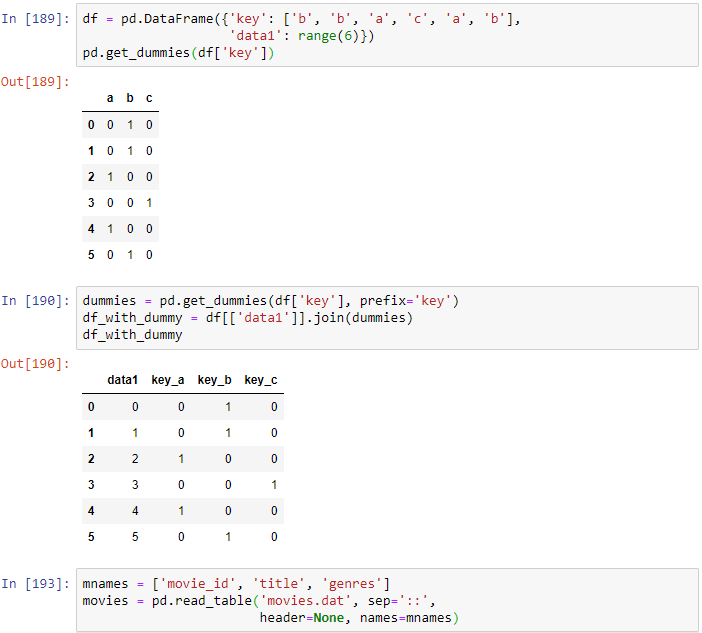 In [189]: df = pd.DataFrame({'key': ['b', 'b', 'a', 'c', 'a', 'b'],
'data1': range(6)})
pd.get_dummies(df['key'])
Out[189]:
a b c
0 0 1 0
1 0 1 0
2 1 0 0
3 0 0 1
4 1 0 0
5 0 1 0
In [190]: dummies = pd.get_dummies(df['key'], prefix='key')
df_with_dummy = df[['data1']].join(dummies)
df_with_dummy
Out[190]:
data1 key_a key_b key_c
0 0 0 1 0
1 1 0 1 0
2 2 1 0 0
3 3 0 0 1
4 4 1 0 0
5 5 0 1 0
In [193]: mnames = ['movie_id', 'title', 'genres']
movies = pd.read_table('movies.dat', sep='::',
header=None, names=mnames)